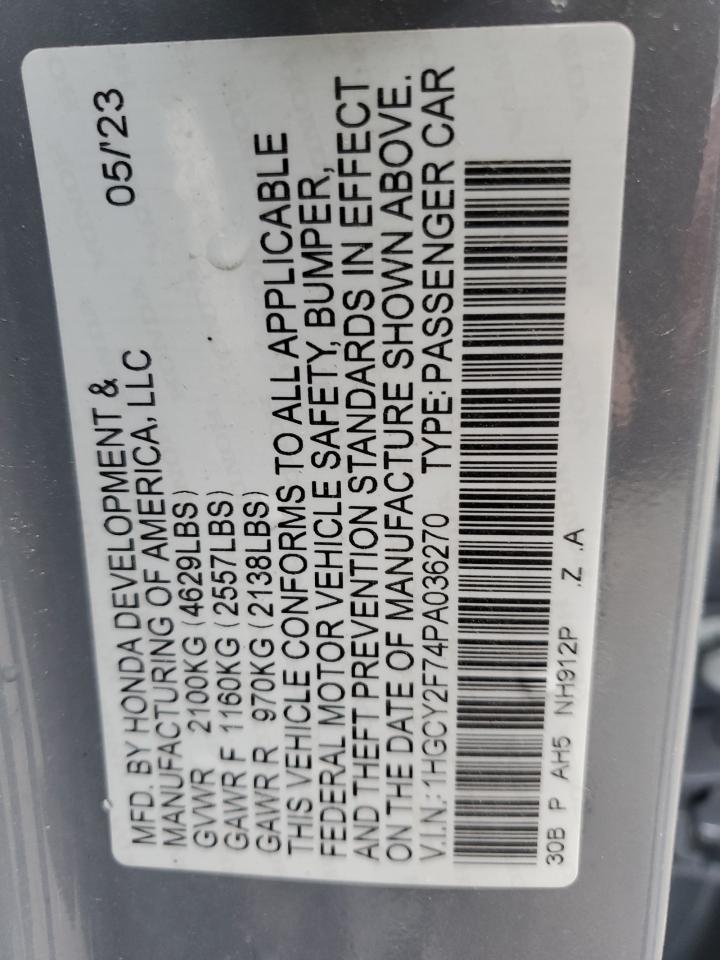 MFD. BY HONDA DEVELOPMENT &
MANUFACTURING OF AMERICA, LLC 05/'23
GVWR 2100KG (4629LBS)
GAWR F 1160KG (2557LBS)
GAWR R 970KG (2138LBS)
THIS VEHICLE CONFORMS TO ALL APPLICABLE
FEDERAL MOTOR VEHICLE SAFETY, BUMPER,
AND THEFT PREVENTION STANDARDS IN EFFECT
ON THE DATE OF MANUFACTURE SHOWN ABOVE.
V.I.N.: 1HGCY2F74PA036270 TYPE: PASSENGER CAR
30B P AH5 NH912P .Z .A